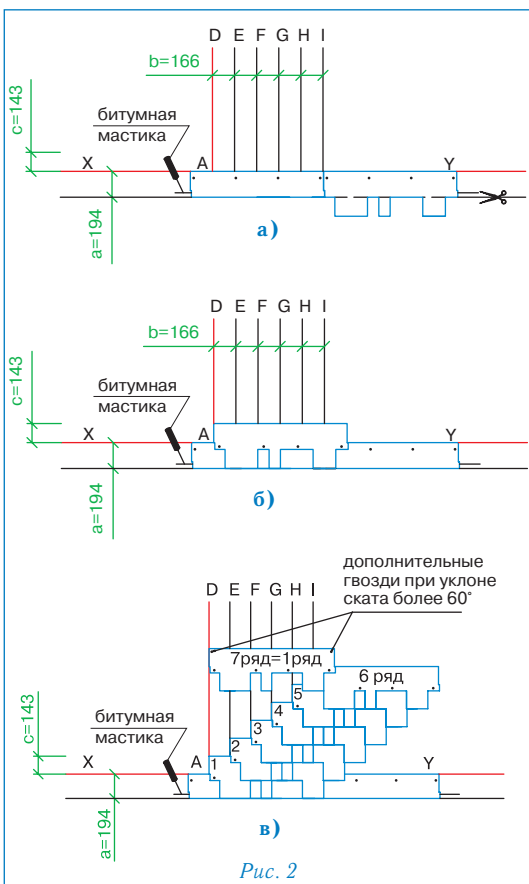 D E F G H I
b=166
c=143
битумная
мастика
X A Y
a=194
а)
D E F G H I
b=166
c=143
битумная
мастика
X A Y
a=194
б)
дополнительные
гвозди при уклоне
ската более 60˚
D E F G H I
7ряд=1ряд
6 ряд
5
4
3
2
1
c=143
битумная
мастика
X A Y
a=194
в)
Рис. 2